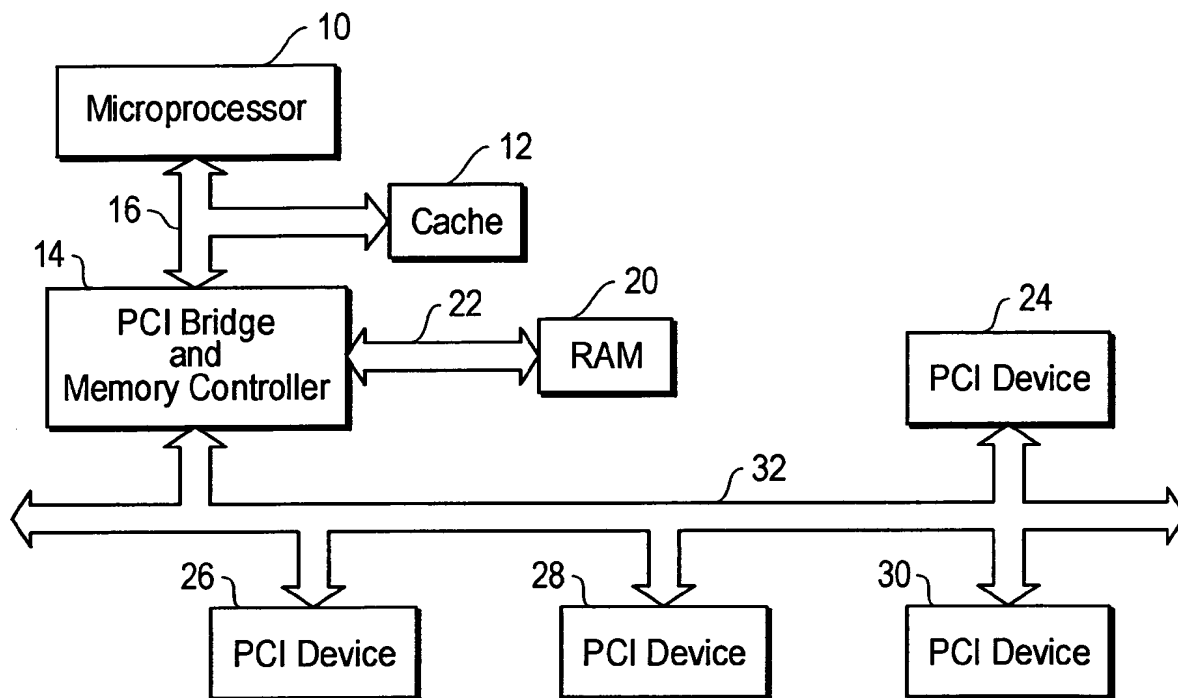 10
Microprocessor
12
16
Cache
14
20
22
24
PCI Bridge
and
Memory Controller
RAM
PCI Device
32
26
28
30
PCI Device
PCI Device
PCI Device